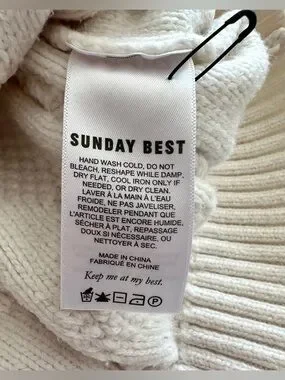 SUNDAY BEST
HAND WASH COLD, DO NOT
BLEACH, RESHAPE WHILE DAMP,
DRY FLAT, COOL IRON ONLY IF
NEEDED, OR DRY CLEAN.
LAVER À LA MAIN À L'EAU
FROIDE, NE PAS JAVELISER,
REMODELER PENDANT QUE
L'ARTICLE EST ENCORE HUMIDE,
SÉCHER À PLAT, REPASSAGE
DOUX SI NÉCESSAIRE, OU
NETTOYER À SEC.
MADE IN CHINA
FABRIQUÉ EN CHINE
Keep me at my best.
P